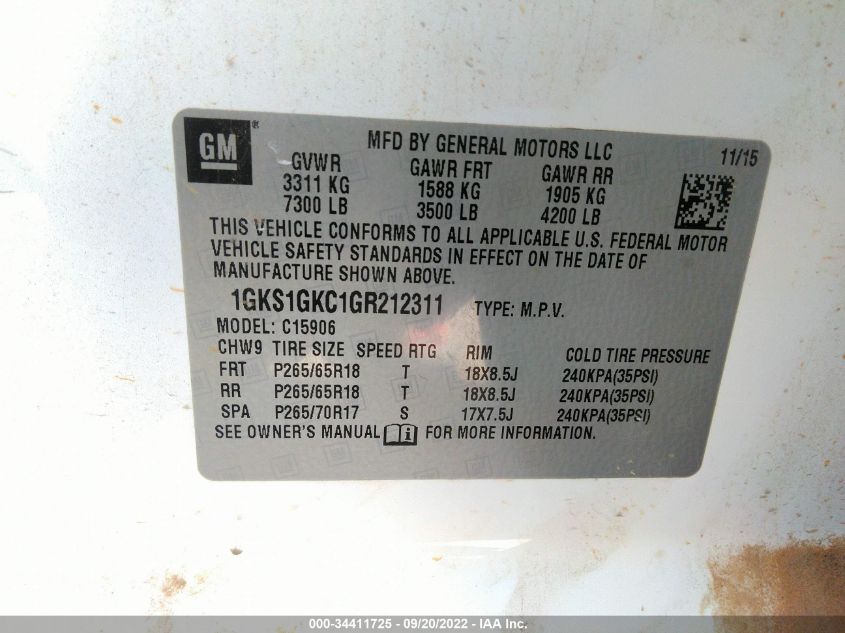 GM ®
MFD BY GENERAL MOTORS LLC 11/15
GVWR GAWR FRT GAWR RR
3311 KG 1588 KG 1905 KG
7300 LB 3500 LB 4200 LB
THIS VEHICLE CONFORMS TO ALL APPLICABLE U.S. FEDERAL MOTOR
VEHICLE SAFETY STANDARDS IN EFFECT ON THE DATE OF
MANUFACTURE SHOWN ABOVE.
1GKS1GKC1GR212311 TYPE: M.P.V.
MODEL: C15906
CHW9 TIRE SIZE SPEED RTG RIM COLD TIRE PRESSURE
FRT P265/65R18 T 18X8.5J 240KPA(35PSI)
RR P265/65R18 T 18X8.5J 240KPA(35PSI)
SPA P265/70R17 S 17X7.5J 240KPA(35PSI)
SEE OWNER'S MANUAL i FOR MORE INFORMATION.
000-34411725 - 09/20/2022 - IAA Inc.